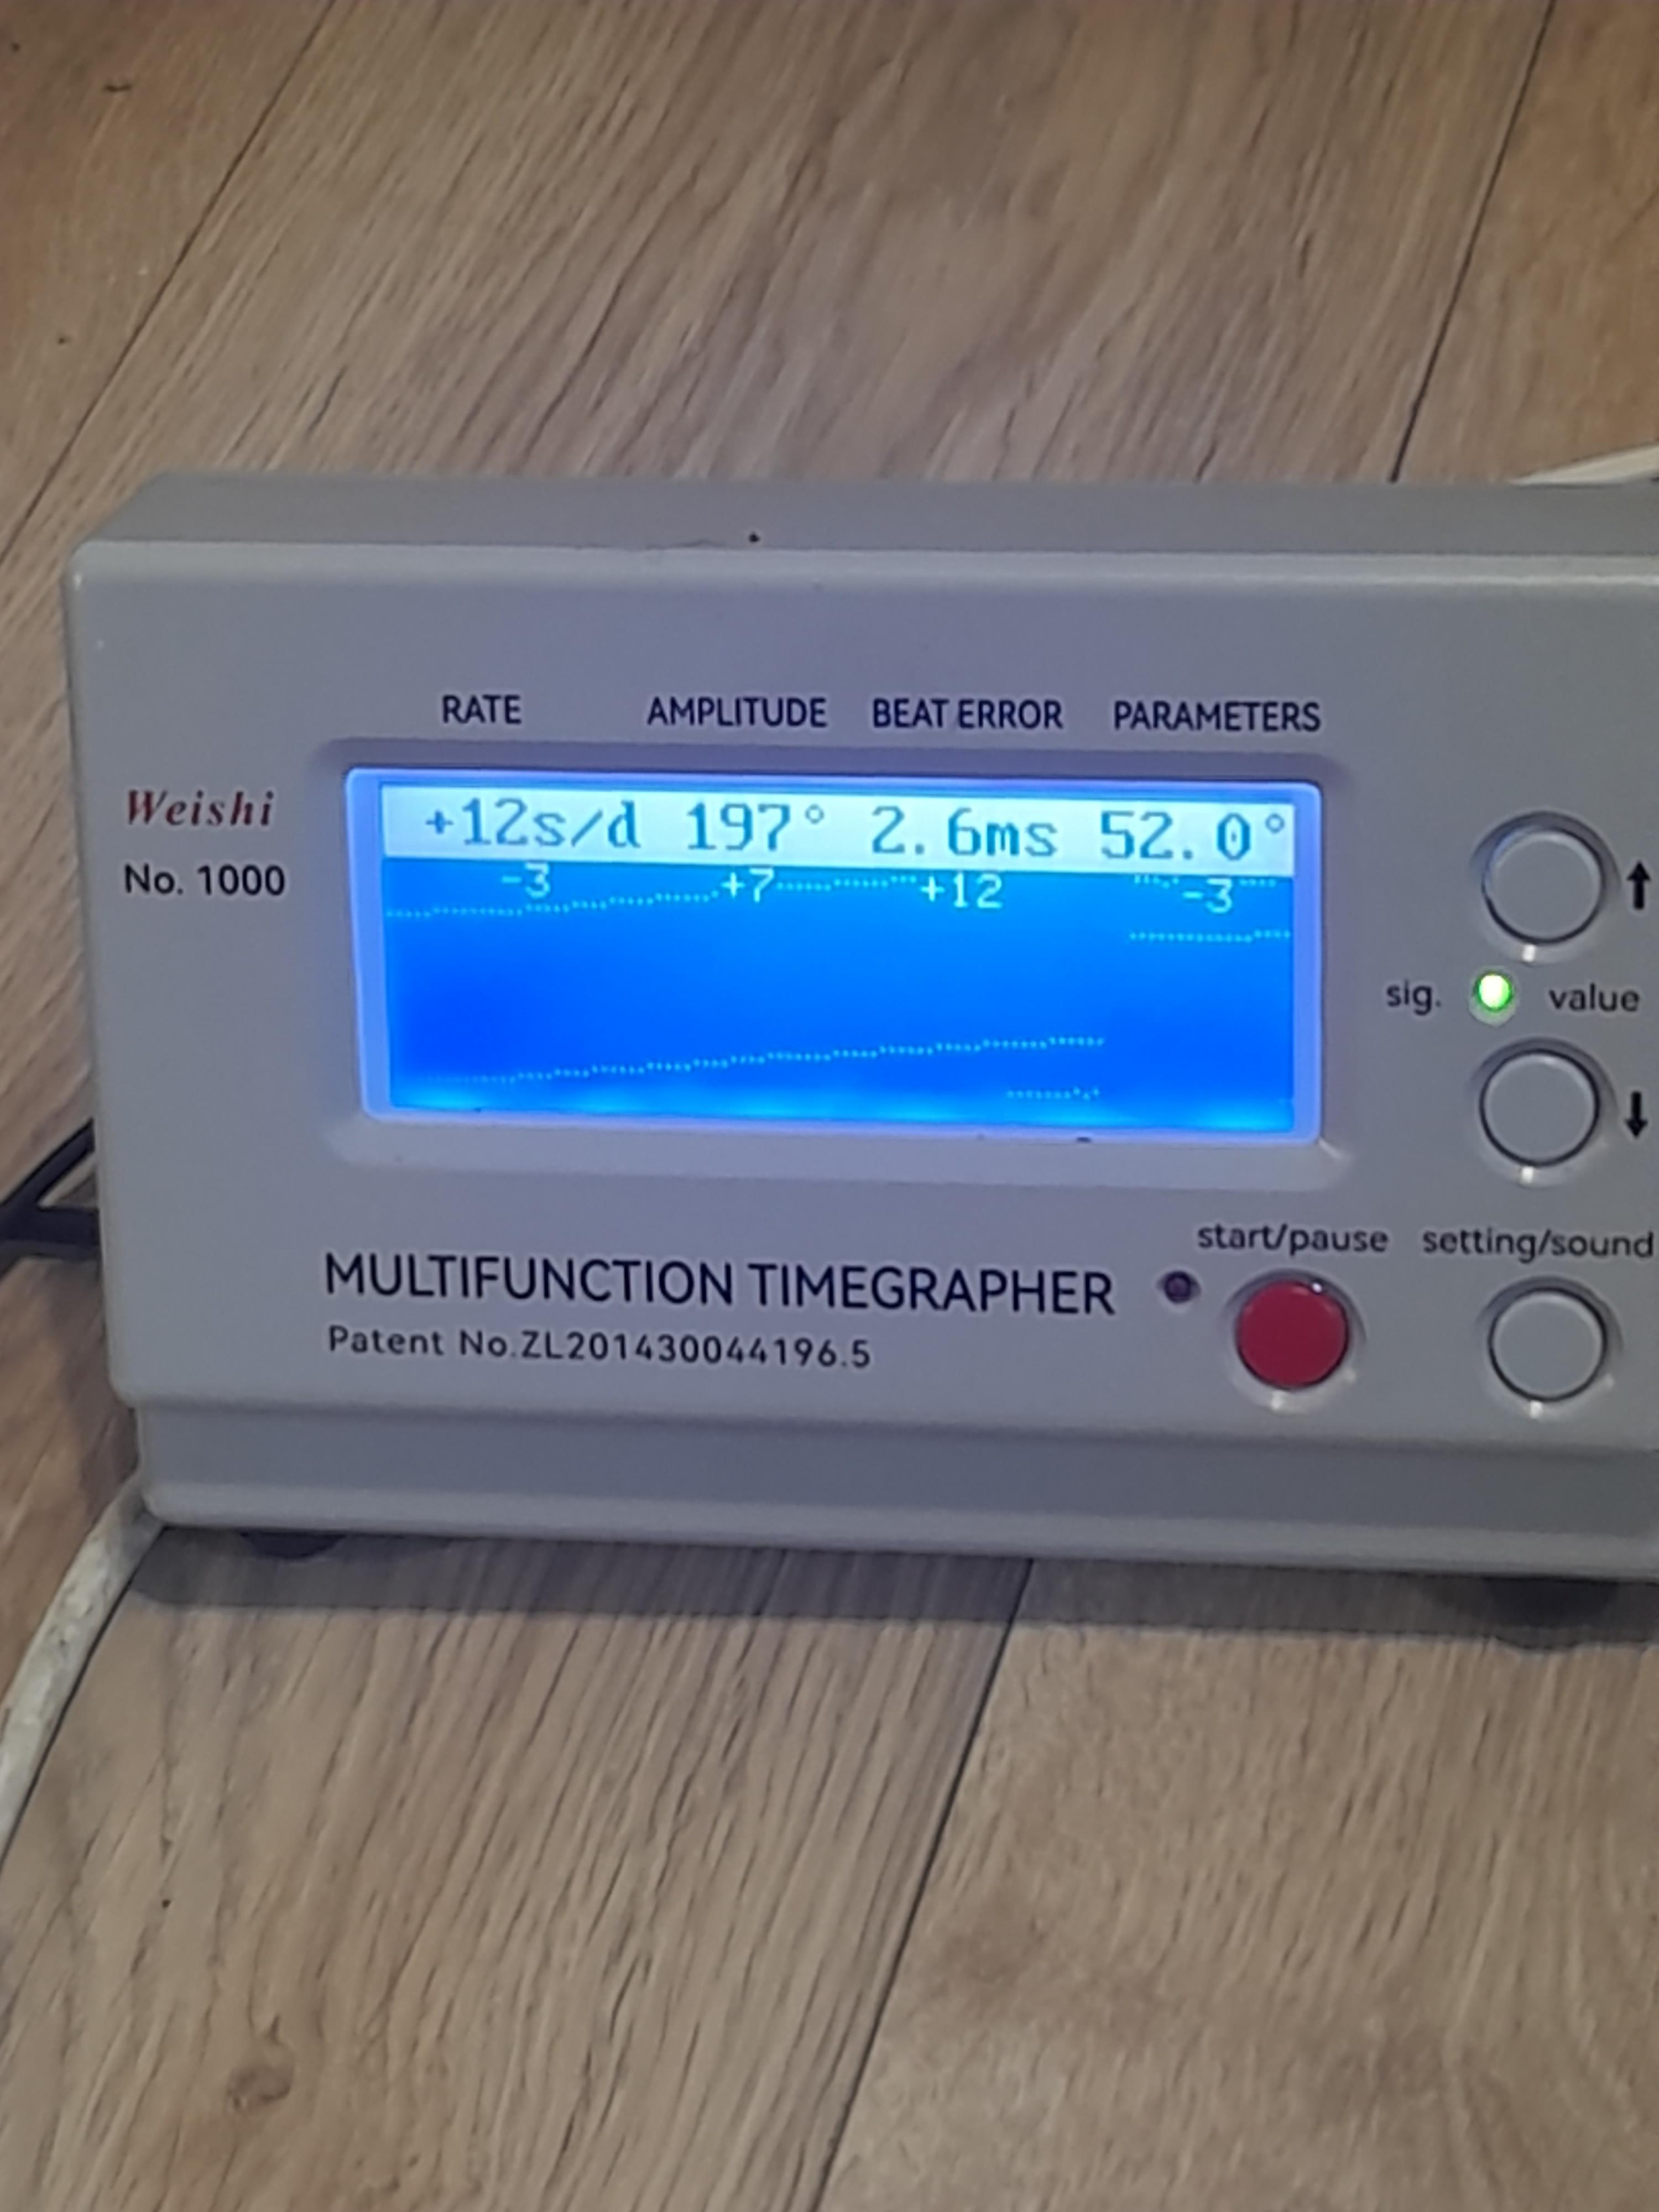 RATE AMPLITUDE BEAT ERROR PARAMETERS
Weishi
No. 1000
+12s/d 197° 2.6ms 52.0°
-3 +7 +12 -3
sig. value
start/pause setting/sound
MULTIFUNCTION TIMEGRAPHER
Patent No.ZL201430044196.5